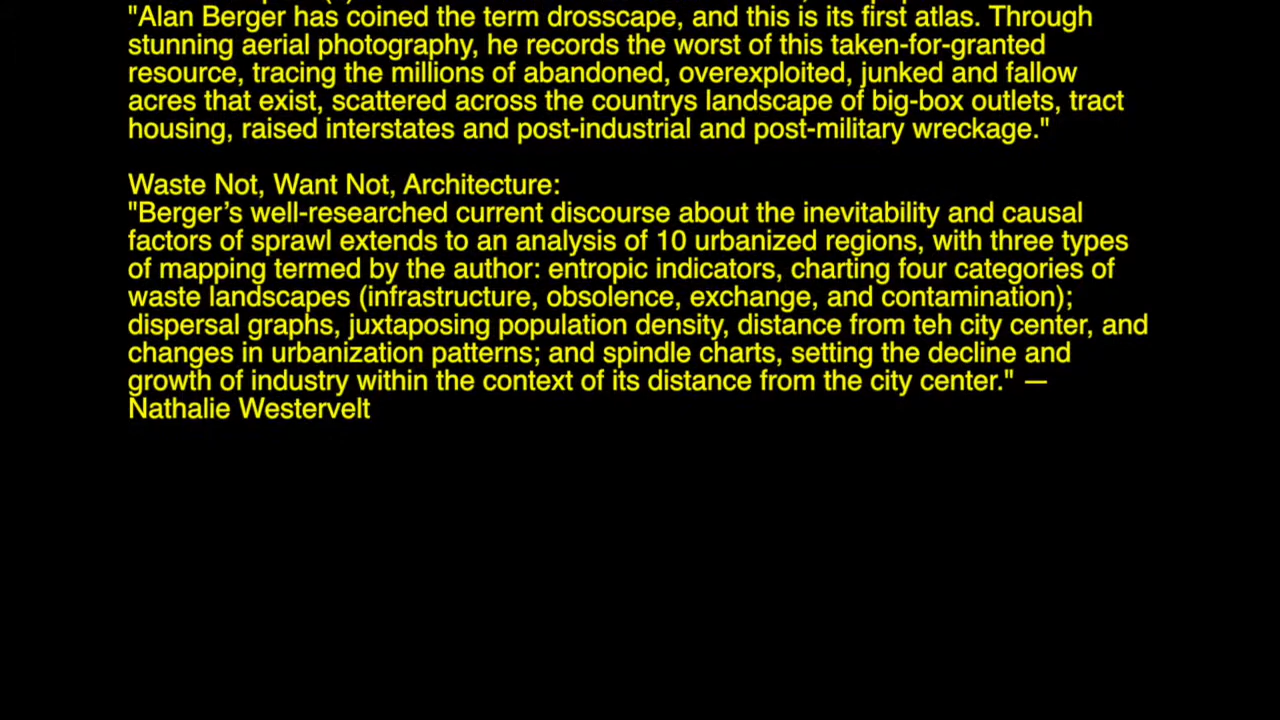 "Alan Berger has coined the term drosscape, and this is its first atlas. Through
stunning aerial photography, he records the worst of this taken-for-granted
resource, tracing the millions of abandoned, overexploited, junked and fallow
acres that exist, scattered across the countrys landscape of big-box outlets, tract
housing, raised interstates and post-industrial and post-military wreckage."
Waste Not, Want Not, Architecture:
"Berger’s well-researched current discourse about the inevitability and causal
factors of sprawl extends to an analysis of 10 urbanized regions, with three types
of mapping termed by the author: entropic indicators, charting four categories of
waste landscapes (infrastructure, obsolence, exchange, and contamination);
dispersal graphs, juxtaposing population density, distance from teh city center, and
changes in urbanization patterns; and spindle charts, setting the decline and
growth of industry within the context of its distance from the city center." —
Nathalie Westervelt